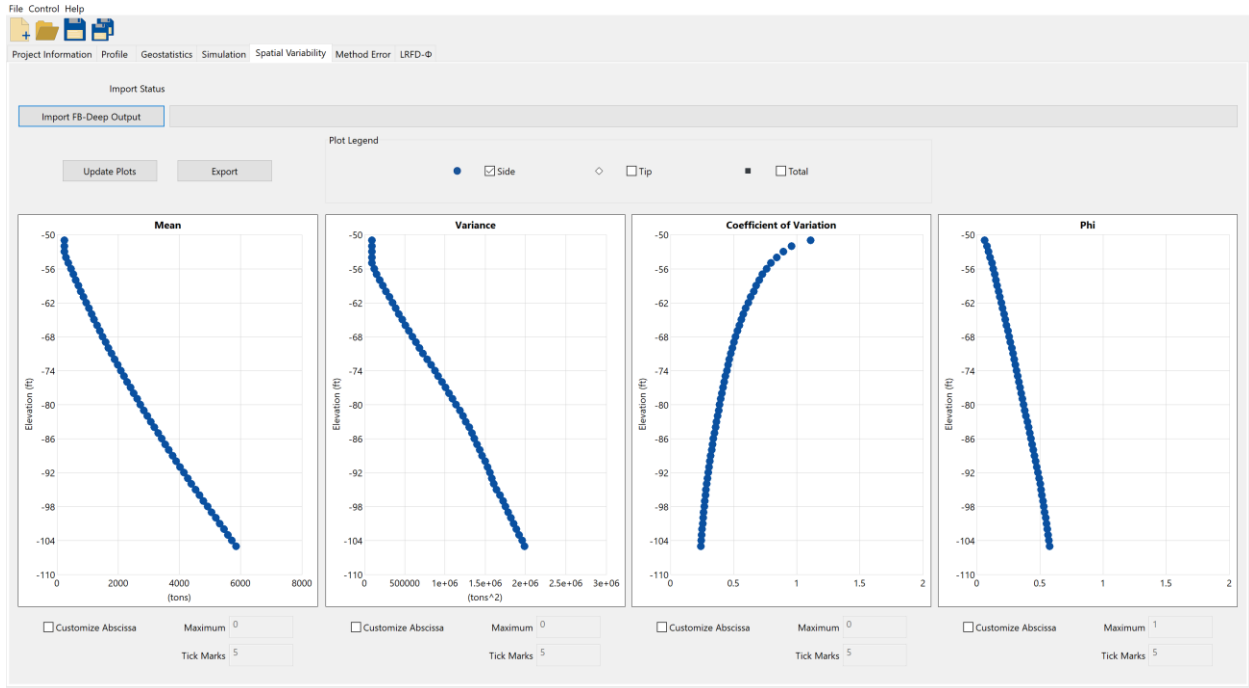 File Control Help
Project Information Profile Geostatistics Simulation Spatial Variability Method Error LRFD-Φ
Import Status
Import FB-Deep Output
Plot Legend
Update Plots Export Side Tip Total
Mean
-50
-56
-62
-68
-74
-80
-86
-92
-98
-104
-110
Elevation (ft)
0 2000 4000 6000 8000
(tons)
Variance
-50
-56
-62
-68
-74
-80
-86
-92
-98
-104
-110
Elevation (ft)
0 500000 1e+06 1.5e+06 2e+06 2.5e+06 3e+06
(tons^2)
Coefficient of Variation
-50
-56
-62
-68
-74
-80
-86
-92
-98
-104
-110
Elevation (ft)
0 0.5 1 1.5 2
Phi
-50
-56
-62
-68
-74
-80
-86
-92
-98
-104
-110
Elevation (ft)
0 0.5 1 1.5 2
Customize Abscissa Maximum 0 Customize Abscissa Maximum 0 Customize Abscissa Maximum 0 Customize Abscissa Maximum 1
Tick Marks 5 Tick Marks 5 Tick Marks 5 Tick Marks 5